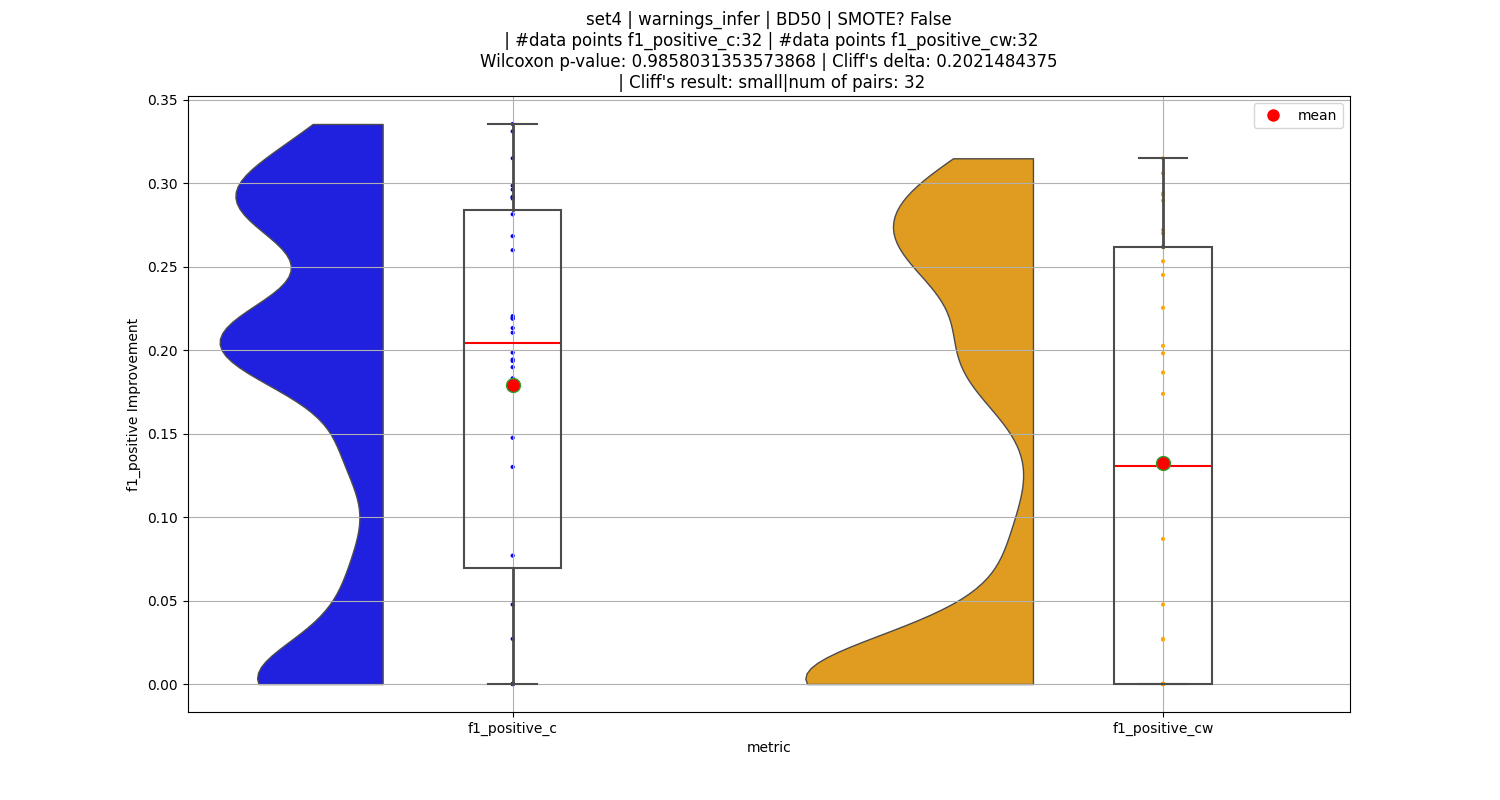 set4 | warnings_infer | BD50 | SMOTE? False
| #data points f1_positive_c:32 | #data points f1_positive_cw:32
Wilcoxon p-value: 0.9858031353573868 | Cliff's delta: 0.2021484375
| Cliff's result: small|num of pairs: 32
mean
0.35
0.30
0.25
0.20
0.15
0.10
0.05
0.00
f1_positive Improvement
f1_positive_c
f1_positive_cw
metric